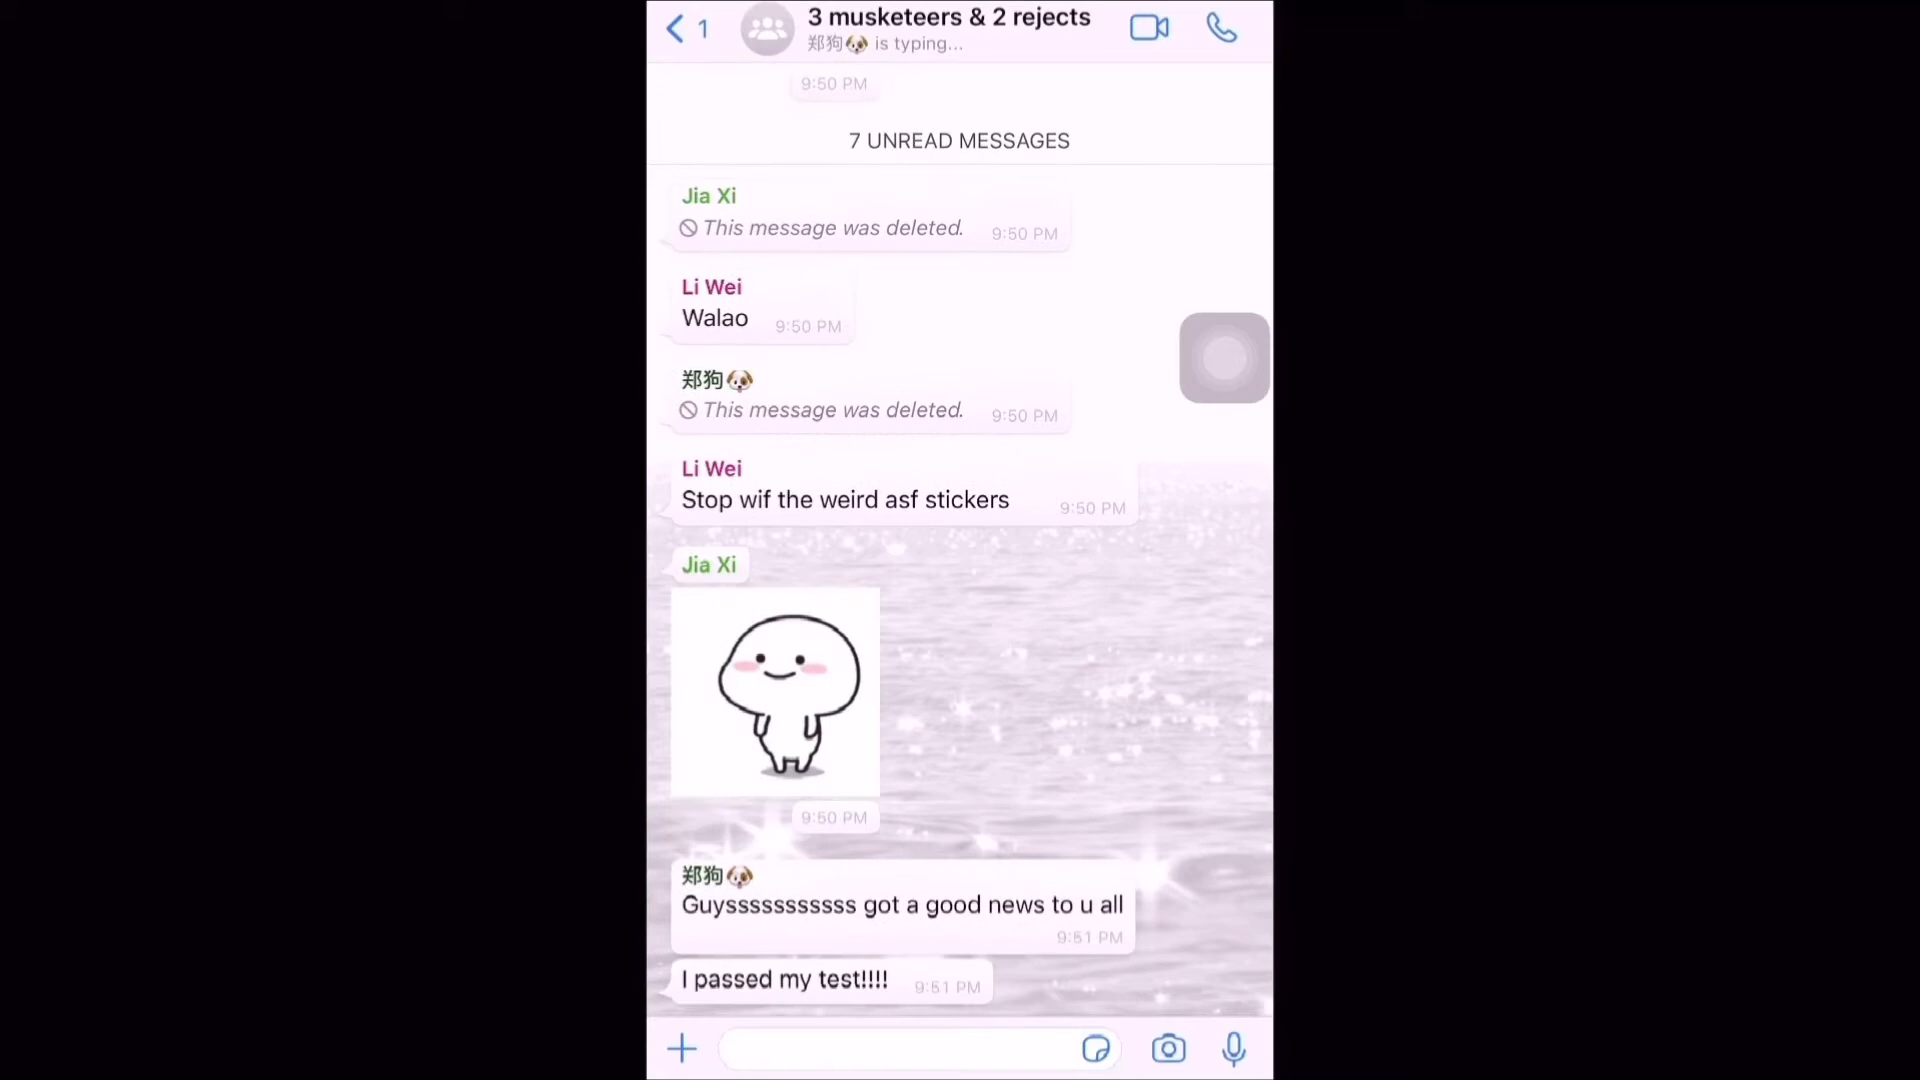 1
3 musketeers & 2 rejects
郑狗🐶 is typing...
9:50 PM
7 UNREAD MESSAGES
Jia Xi
This message was deleted. 9:50 PM
Li Wei
Walao 9:50 PM
郑狗🐶
This message was deleted. 9:50 PM
Li Wei
Stop wif the weird asf stickers 9:50 PM
Jia Xi
9:50 PM
郑狗🐶
Guysssssssssss got a good news to u all
9:51 PM
I passed my test!!!! 9:51 PM